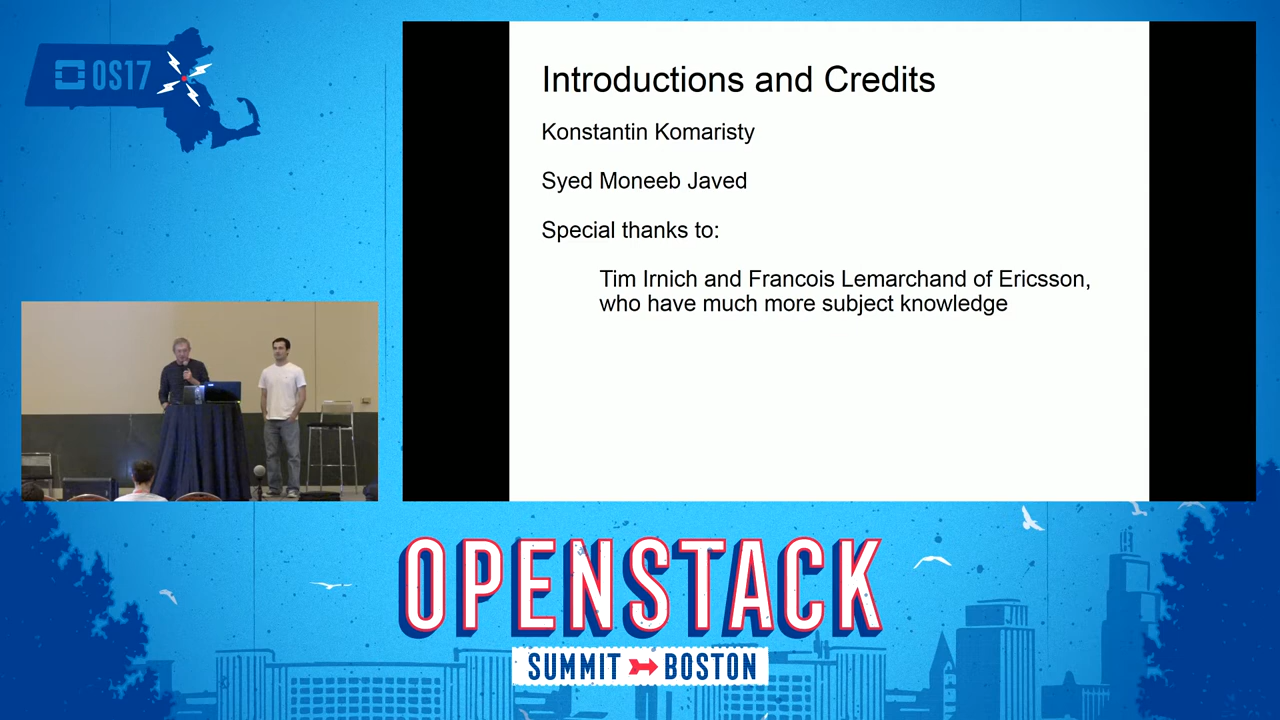 OS17
Introductions and Credits
Konstantin Komaristy
Syed Moneeb Javed
Special thanks to:
Tim Irnich and Francois Lemarchand of Ericsson,
who have much more subject knowledge
OPENSTACK
SUMMIT BOSTON